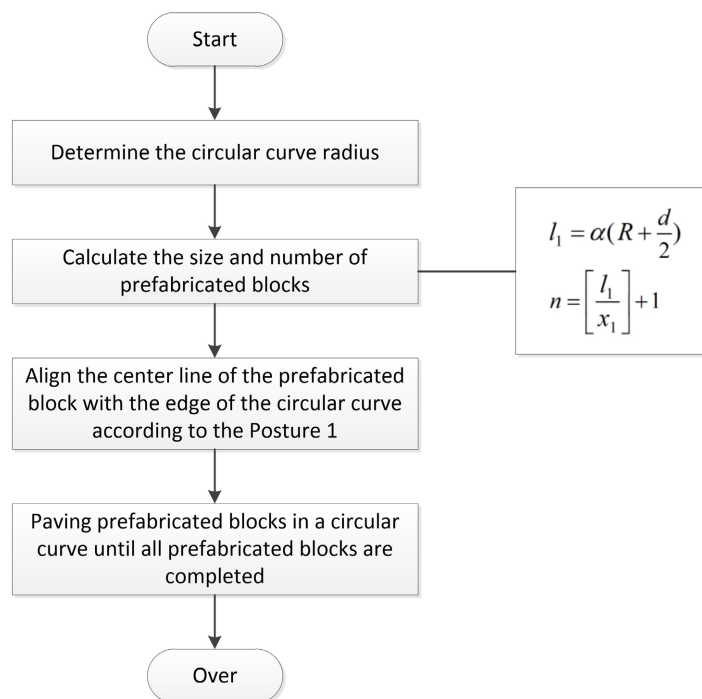 Start
Determine the circular curve radius
Calculate the size and number of
prefabricated blocks
l₁ = α(R + d/2)
n = [l₁/x₁] + 1
Align the center line of the prefabricated
block with the edge of the circular curve
according to the Posture 1
Paving prefabricated blocks in a circular
curve until all prefabricated blocks are
completed
Over